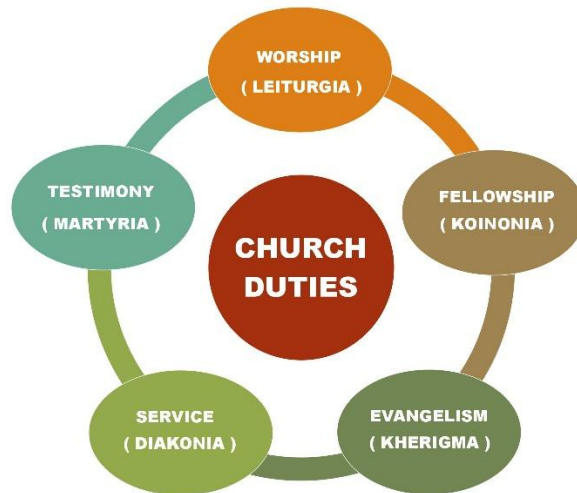 WORSHIP
( LEITURGIA )
TESTIMONY
( MARTYRIA )
FELLOWSHIP
( KOINONIA )
CHURCH
DUTIES
SERVICE
( DIAKONIA )
EVANGELISM
( KHERIGMA )